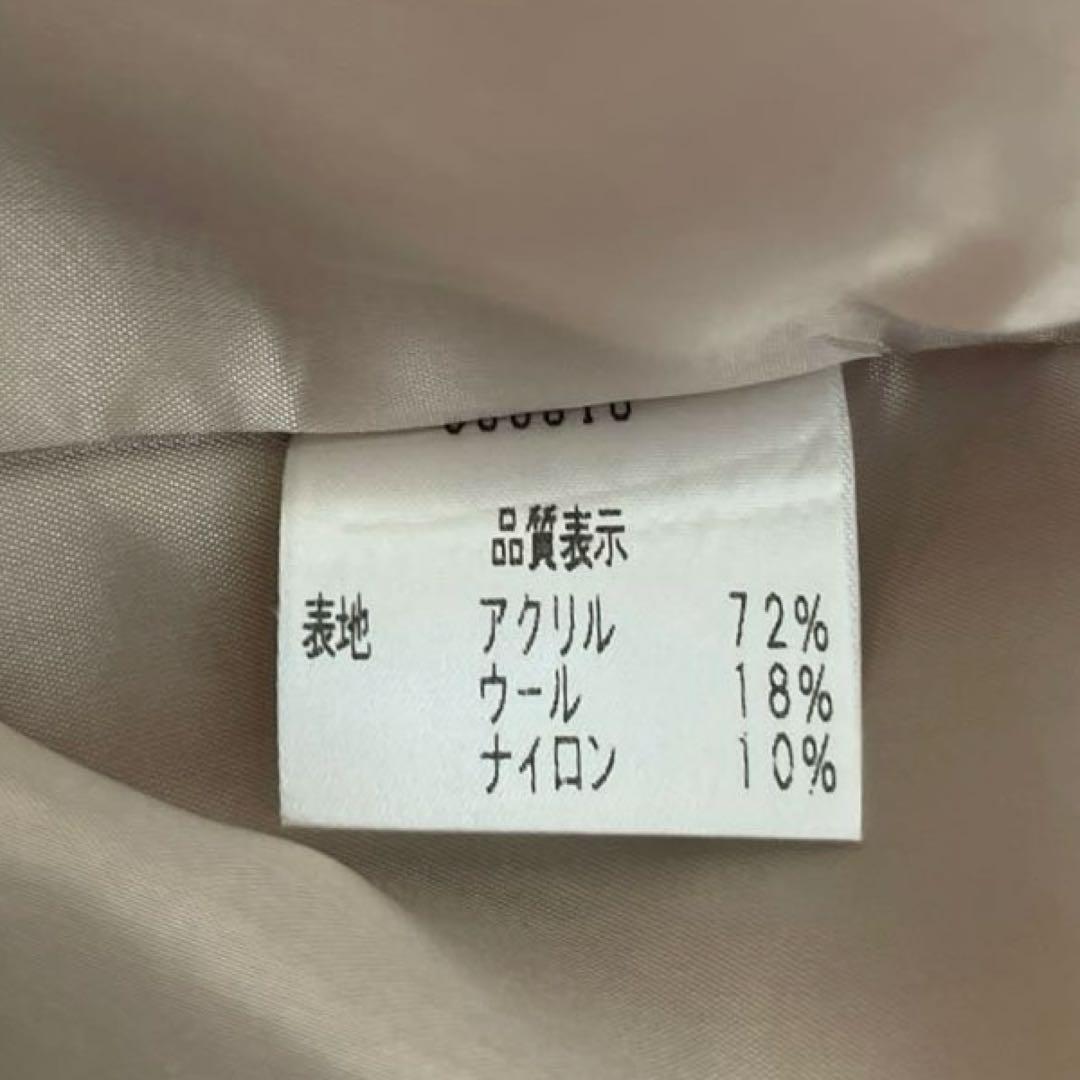 品質表示
表地 アクリル 72%
ウール 18%
ナイロン 10%